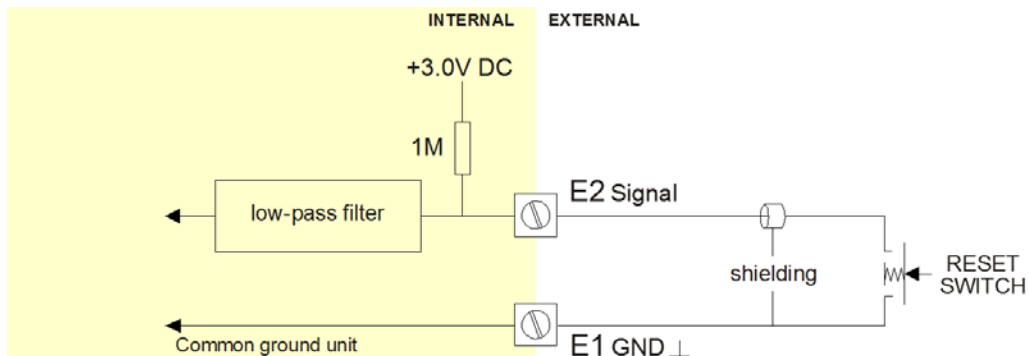 INTERNAL EXTERNAL
+3.0V DC
1M
low-pass filter
E2 Signal
shielding
RESET
SWITCH
Common ground unit
E1 GND ⏊